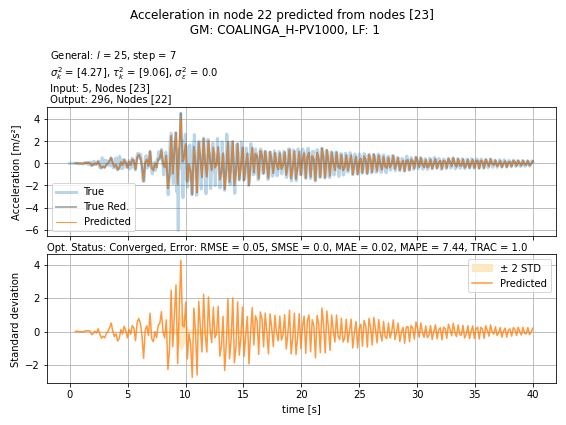 Acceleration in node 22 predicted from nodes [23]
GM: COALINGA_H-PV1000, LF: 1
General: l = 25, step = 7
σ²ₖ = [4.27], τ²ₖ = [9.06], σ²ε = 0.0
Input: 5, Nodes [23]
Output: 296, Nodes [22]
4
2
0
−2
−4
−6
Acceleration [m/s²]
True
True Red.
Predicted
Opt. Status: Converged, Error: RMSE = 0.05, SMSE = 0.0, MAE = 0.02, MAPE = 7.44, TRAC = 1.0
4
2
0
−2
Standard deviation
± 2 STD
Predicted
0 5 10 15 20 25 30 35 40
time [s]